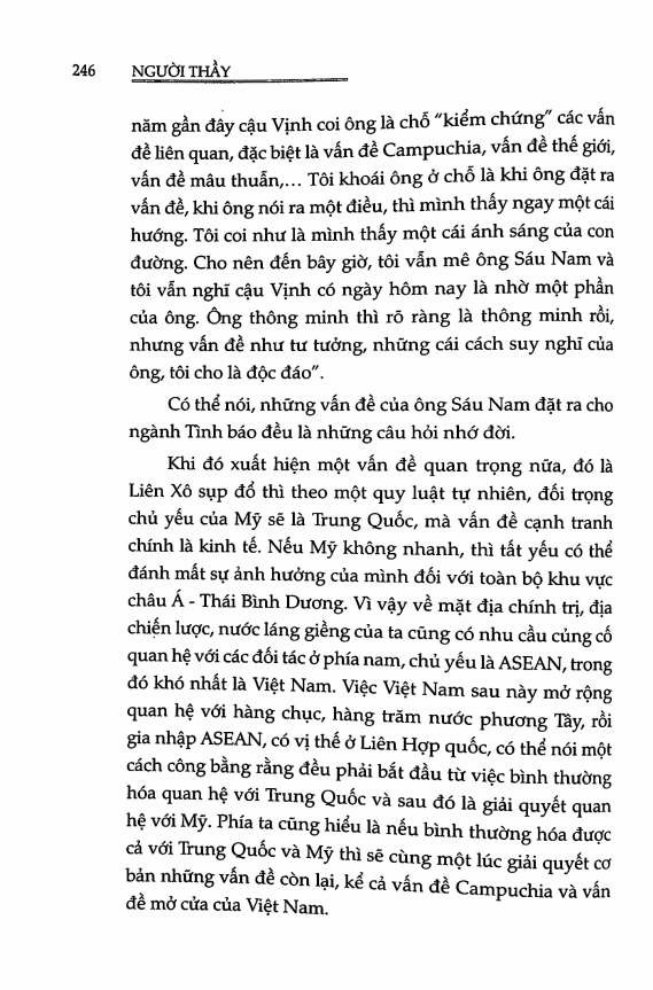 246 NGƯỜI THẦY
năm gần đây cậu Vịnh coi ông là chỗ "kiểm chứng" các vấn
đề liên quan, đặc biệt là vấn đề Campuchia, vấn đề thế giới,
vấn đề mâu thuẫn,... Tôi khoái ông ở chỗ là khi ông đặt ra
vấn đề, khi ông nói ra một điều, thì mình thấy ngay một cái
hướng. Tôi coi như là mình thấy một cái ánh sáng của con
đường. Cho nên đến bây giờ, tôi vẫn mê ông Sáu Nam và
tôi vẫn nghĩ cậu Vịnh có ngày hôm nay là nhờ một phần
của ông. Ông thông minh thì rõ ràng là thông minh rồi,
nhưng vấn đề như tư tưởng, những cái cách suy nghĩ của
ông, tôi cho là độc đáo".
Có thể nói, những vấn đề của ông Sáu Nam đặt ra cho
ngành Tình báo đều là những câu hỏi nhớ đời.
Khi đó xuất hiện một vấn đề quan trọng nữa, đó là
Liên Xô sụp đổ thì theo một quy luật tự nhiên, đối trọng
chủ yếu của Mỹ sẽ là Trung Quốc, mà vấn đề cạnh tranh
chính là kinh tế. Nếu Mỹ không nhanh, thì tất yếu có thể
đánh mất sự ảnh hưởng của mình đối với toàn bộ khu vực
châu Á - Thái Bình Dương. Vì vậy về mặt địa chính trị, địa
chiến lược, nước láng giềng của ta cũng có nhu cầu củng cố
quan hệ với các đối tác ở phía nam, chủ yếu là ASEAN, trong
đó khó nhất là Việt Nam. Việc Việt Nam sau này mở rộng
quan hệ với hàng chục, hàng trăm nước phương Tây, rồi
gia nhập ASEAN, có vị thế ở Liên Hợp quốc, có thể nói một
cách công bằng rằng đều phải bắt đầu từ việc bình thường
hóa quan hệ với Trung Quốc và sau đó là giải quyết quan
hệ với Mỹ. Phía ta cũng hiểu là nếu bình thường hóa được
cả với Trung Quốc và Mỹ thì sẽ cùng một lúc giải quyết cơ
bản những vấn đề còn lại, kể cả vấn đề Campuchia và vấn
đề mở cửa của Việt Nam.